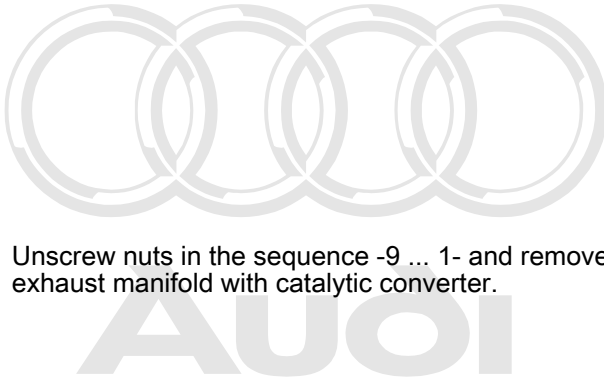 Unscrew nuts in the sequence -9 ... 1- and remove
exhaust manifold with catalytic converter.
Audi